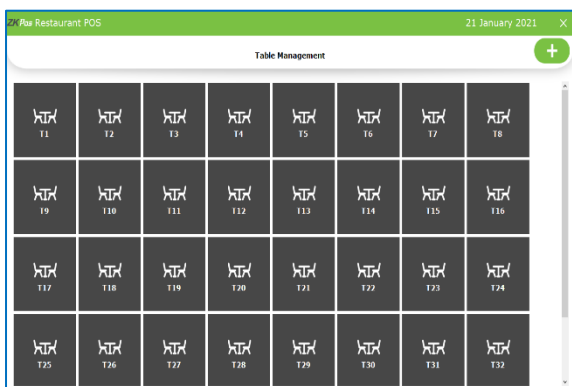 ZKPos Restaurant POS 21 January 2021 X
Table Management +
T1 T2 T3 T4 T5 T6 T7 T8
T9 T10 T11 T12 T13 T14 T15 T16
T17 T18 T19 T20 T21 T22 T23 T24
T25 T26 T27 T28 T29 T30 T31 T32